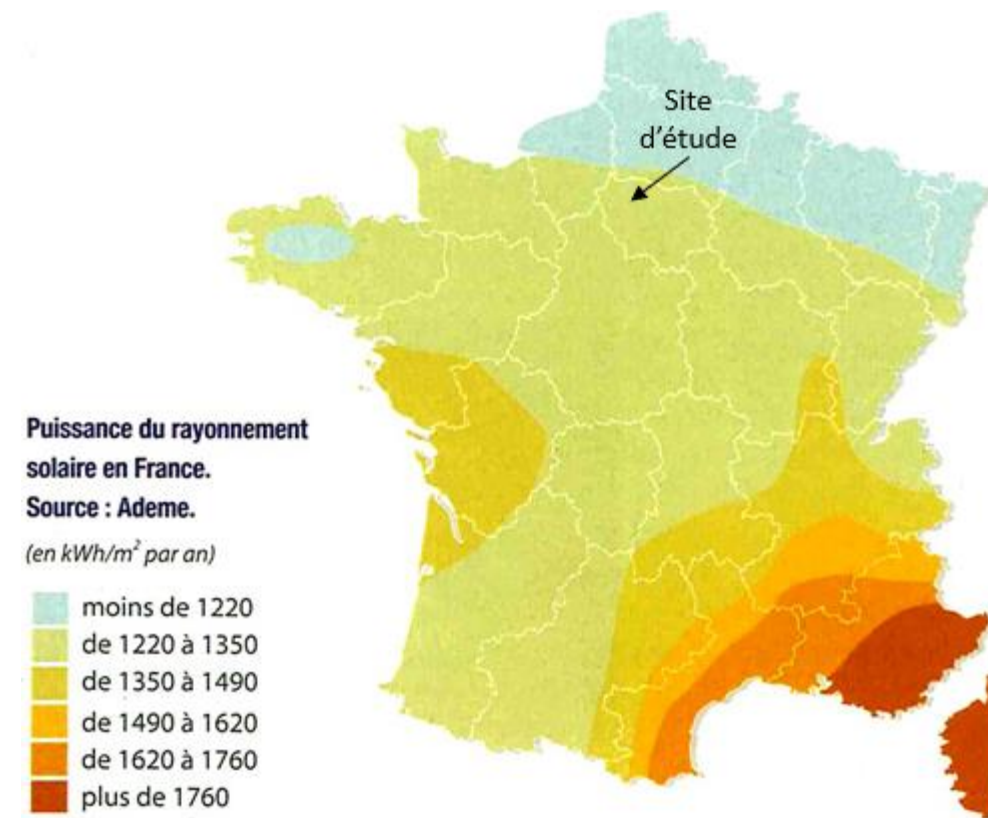 Site
d'étude
Puissance du rayonnement
solaire en France.
Source : Ademe.
(en kWh/m² par an)
moins de 1220
de 1220 à 1350
de 1350 à 1490
de 1490 à 1620
de 1620 à 1760
plus de 1760